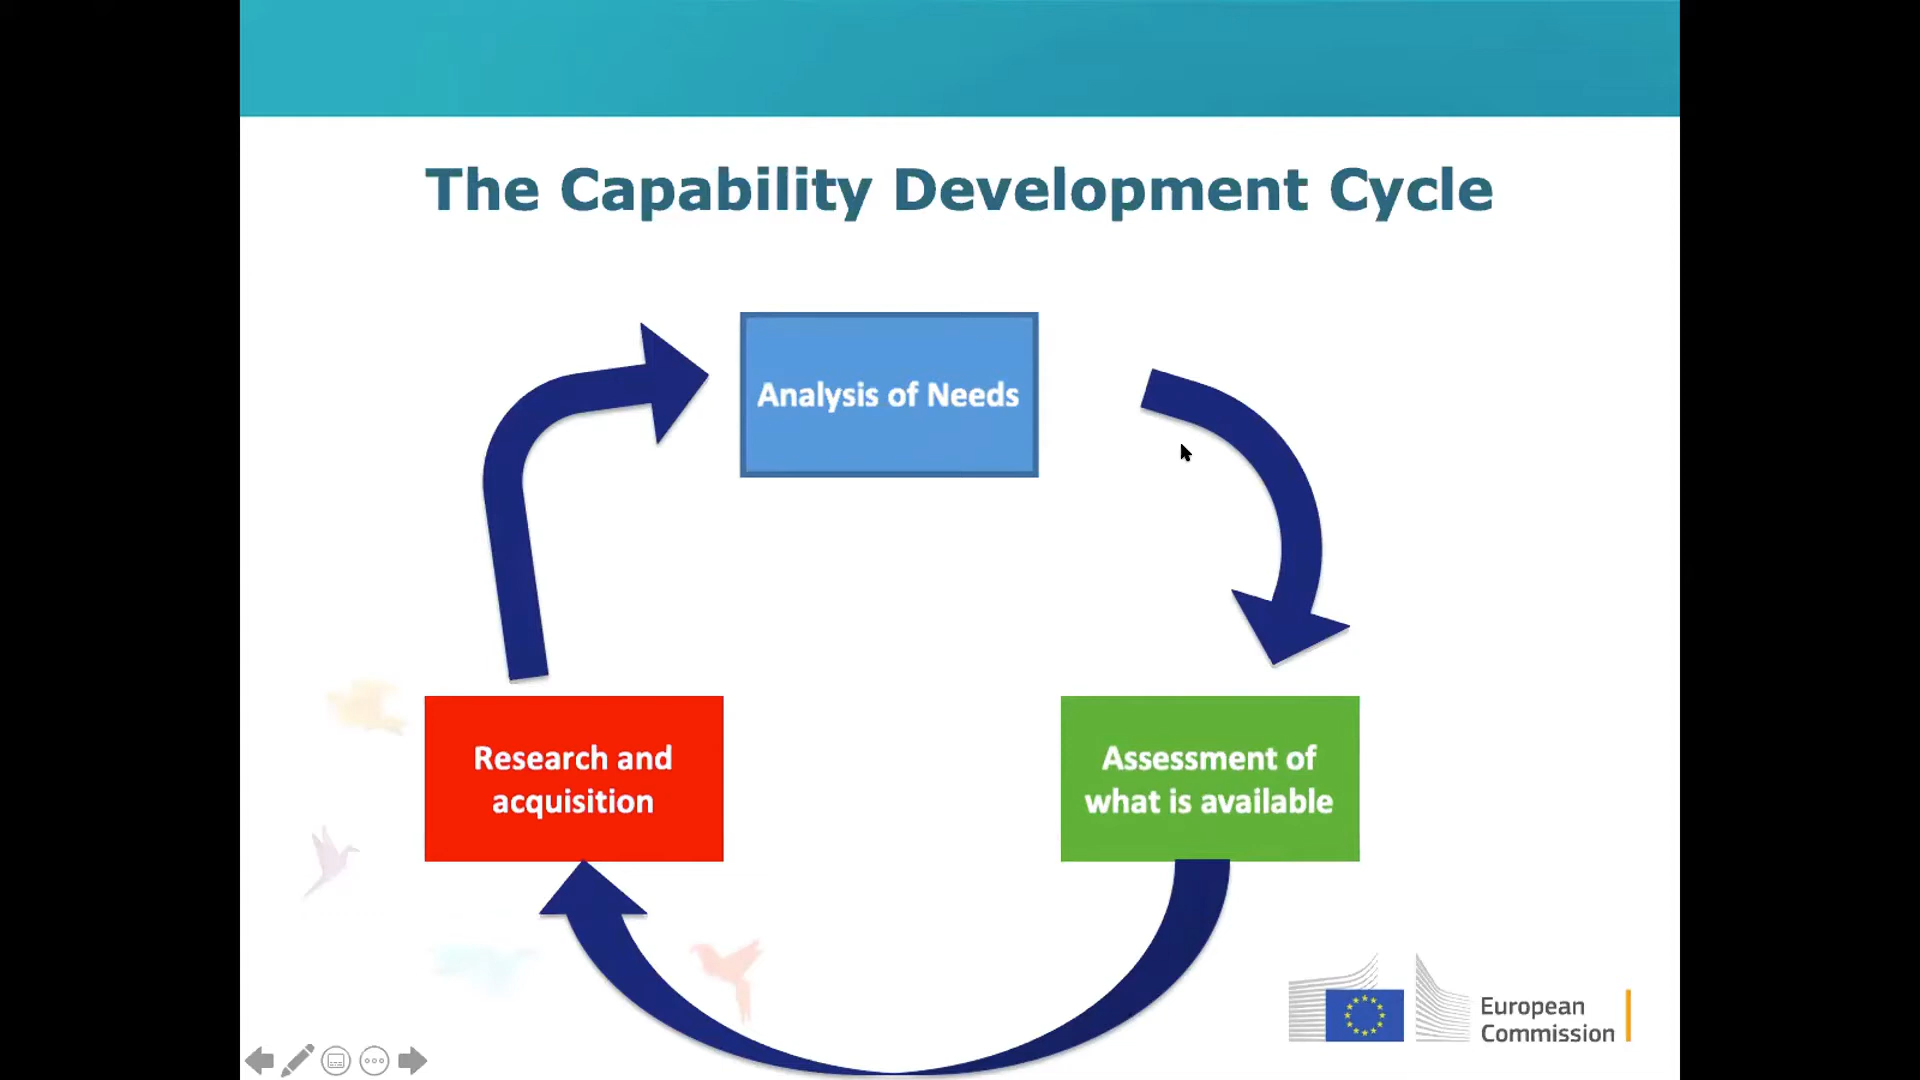 The Capability Development Cycle
Analysis of Needs
Research and
acquisition
Assessment of
what is available
European
Commission